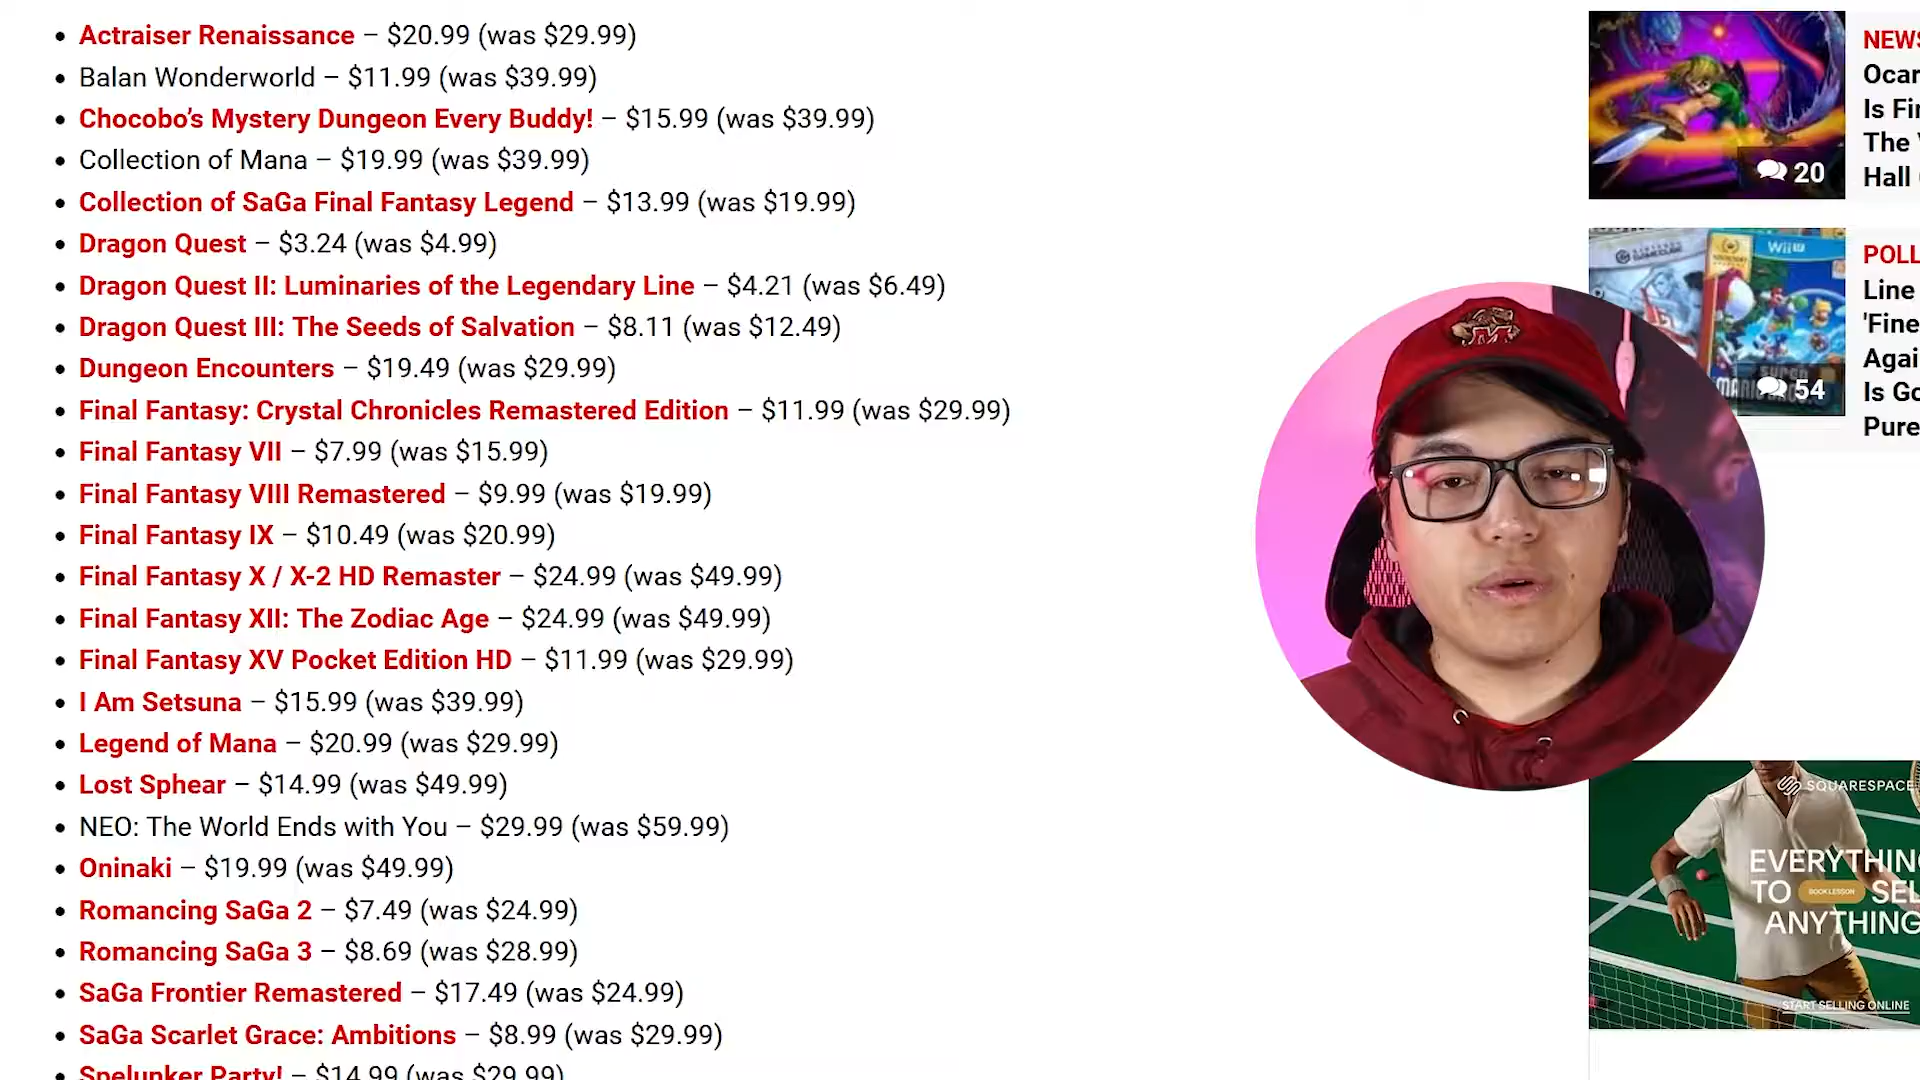 Actraiser Renaissance – $20.99 (was $29.99)
Balan Wonderworld – $11.99 (was $39.99)
Chocobo’s Mystery Dungeon Every Buddy! – $15.99 (was $39.99)
Collection of Mana – $19.99 (was $39.99)
Collection of SaGa Final Fantasy Legend – $13.99 (was $19.99)
Dragon Quest – $3.24 (was $4.99)
Dragon Quest II: Luminaries of the Legendary Line – $4.21 (was $6.49)
Dragon Quest III: The Seeds of Salvation – $8.11 (was $12.49)
Dungeon Encounters – $19.49 (was $29.99)
Final Fantasy: Crystal Chronicles Remastered Edition – $11.99 (was $29.99)
Final Fantasy VII – $7.99 (was $15.99)
Final Fantasy VIII Remastered – $9.99 (was $19.99)
Final Fantasy IX – $10.49 (was $20.99)
Final Fantasy X / X-2 HD Remaster – $24.99 (was $49.99)
Final Fantasy XII: The Zodiac Age – $24.99 (was $49.99)
Final Fantasy XV Pocket Edition HD – $11.99 (was $29.99)
I Am Setsuna – $15.99 (was $39.99)
Legend of Mana – $20.99 (was $29.99)
Lost Sphear – $14.99 (was $49.99)
NEO: The World Ends with You – $29.99 (was $59.99)
Oninaki – $19.99 (was $49.99)
Romancing SaGa 2 – $7.49 (was $24.99)
Romancing SaGa 3 – $8.69 (was $28.99)
SaGa Frontier Remastered – $17.49 (was $24.99)
SaGa Scarlet Grace: Ambitions – $8.99 (was $29.99)
Spelunker Party! – $14.99 (was $29.99)
20
NEWS
Ocar
Is Fir
The
Hall
WiiU
54
POLL
Line
'Fine
Agai
Is Go
Pure
M
SQUARESPACE
EVERYTHING
TO BOOK LESSON SEL
ANYTHING
START SELLING ONLINE